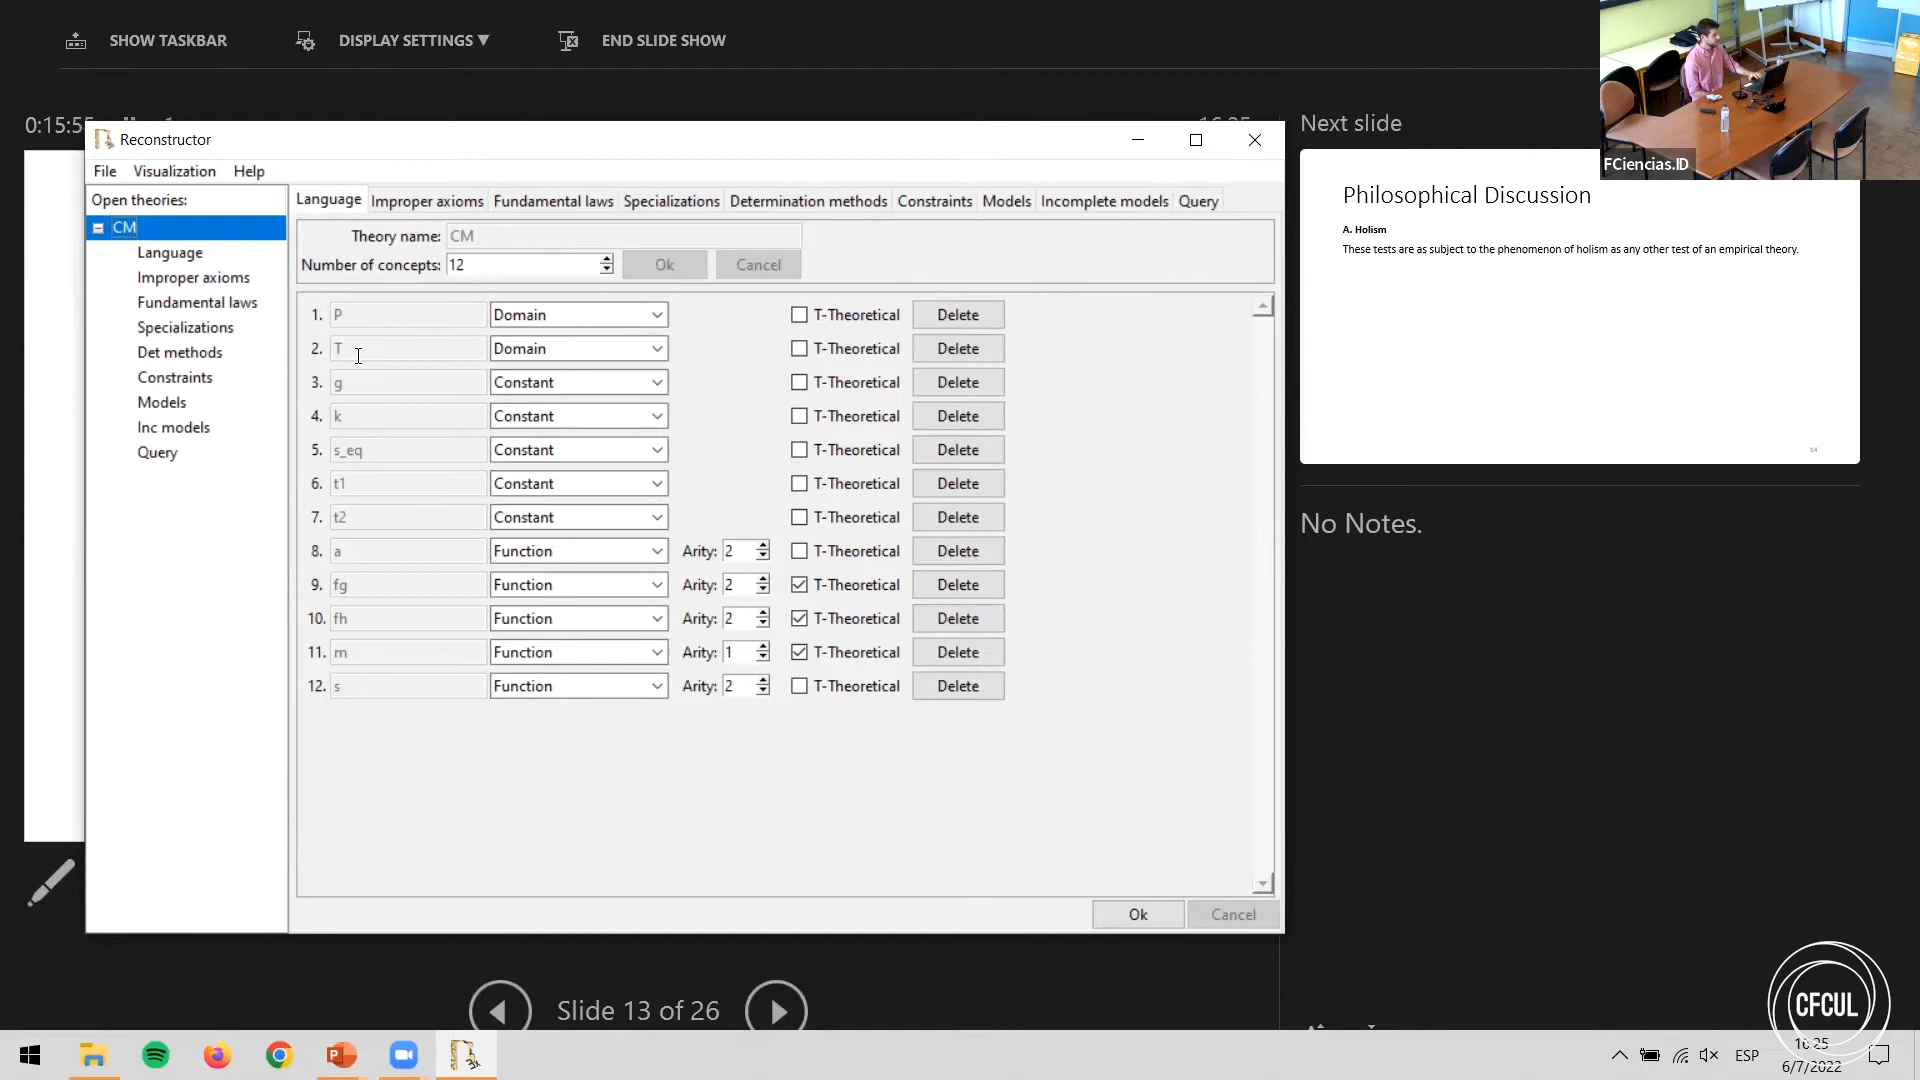 SHOW TASKBAR
DISPLAY SETTINGS ▼
END SLIDE SHOW
FCiencias.ID
0:15:55
Next slide
Reconstructor
File
Visualization
Help
Open theories:
CM
Language
Improper axioms
Fundamental laws
Specializations
Det methods
Constraints
Models
Inc models
Query
Language
Improper axioms
Fundamental laws
Specializations
Determination methods
Constraints
Models
Incomplete models
Query
Theory name: CM
Number of concepts: 12 Ok Cancel
1. P Domain T-Theoretical Delete
2. T Domain T-Theoretical Delete
3. g Constant T-Theoretical Delete
4. k Constant T-Theoretical Delete
5. s_eq Constant T-Theoretical Delete
6. t1 Constant T-Theoretical Delete
7. t2 Constant T-Theoretical Delete
8. a Function Arity: 2 T-Theoretical Delete
9. fg Function Arity: 2 T-Theoretical Delete
10. fh Function Arity: 2 T-Theoretical Delete
11. m Function Arity: 1 T-Theoretical Delete
12. s Function Arity: 2 T-Theoretical Delete
Ok Cancel
Philosophical Discussion
A. Holism
These tests are as subject to the phenomenon of holism as any other test of an empirical theory.
14
No Notes.
Slide 13 of 26
CFCUL
ESP
16:25
6/7/2022